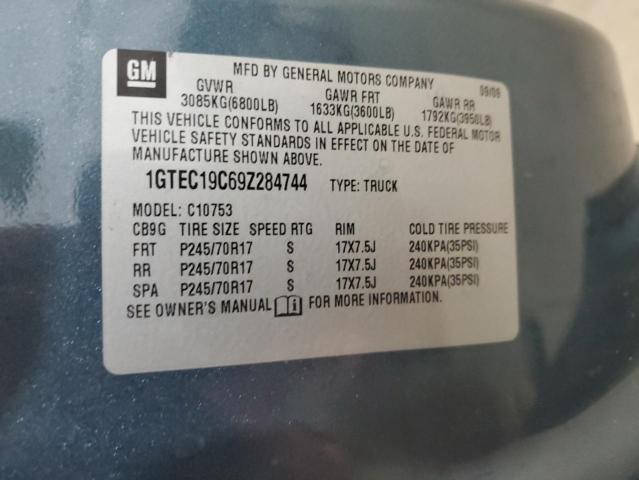 GM
MFD BY GENERAL MOTORS COMPANY 09/09
GVWR GAWR FRT GAWR RR
3085KG(6800LB) 1633KG(3600LB) 1792KG(3950LB)
THIS VEHICLE CONFORMS TO ALL APPLICABLE U.S. FEDERAL MOTOR
VEHICLE SAFETY STANDARDS IN EFFECT ON THE DATE OF
MANUFACTURE SHOWN ABOVE.
1GTEC19C69Z284744 TYPE: TRUCK
MODEL: C10753
CB9G TIRE SIZE SPEED RTG RIM COLD TIRE PRESSURE
FRT P245/70R17 S 17X7.5J 240KPA(35PSI)
RR P245/70R17 S 17X7.5J 240KPA(35PSI)
SPA P245/70R17 S 17X7.5J 240KPA(35PSI)
SEE OWNER'S MANUAL FOR MORE INFORMATION.